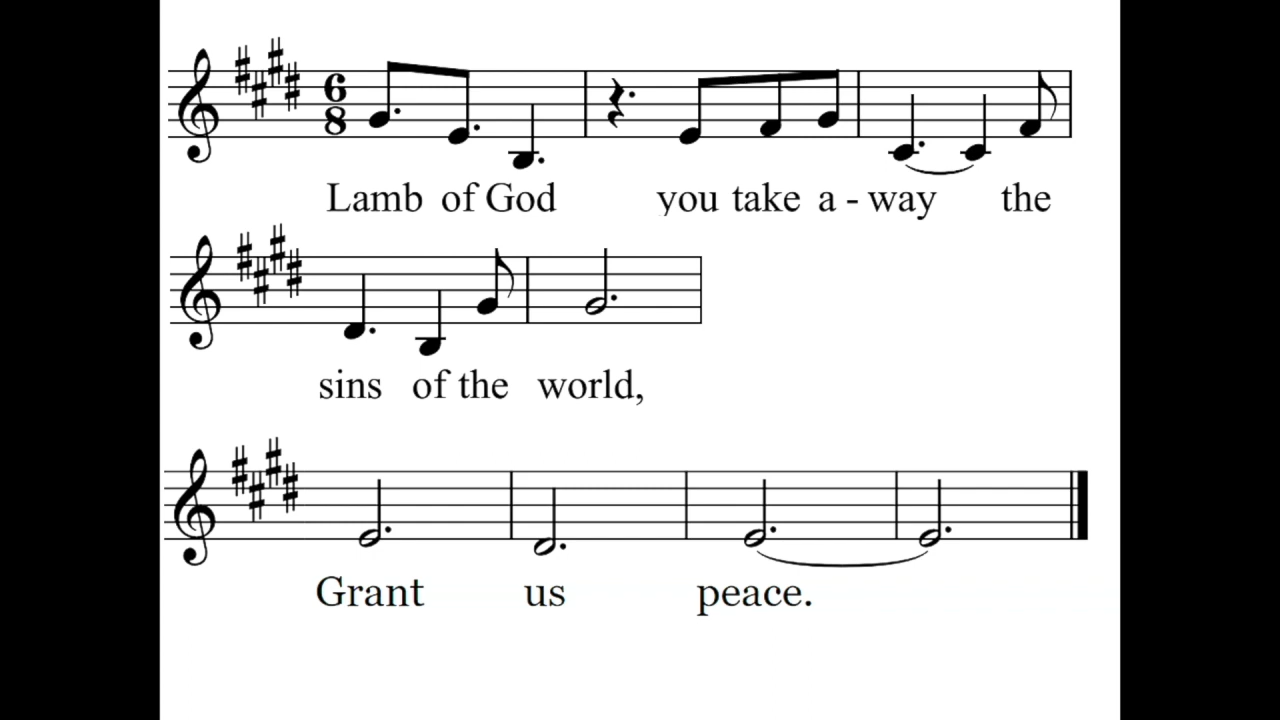 6
8
Lamb of God you take a - way the
sins of the world,
Grant us peace.